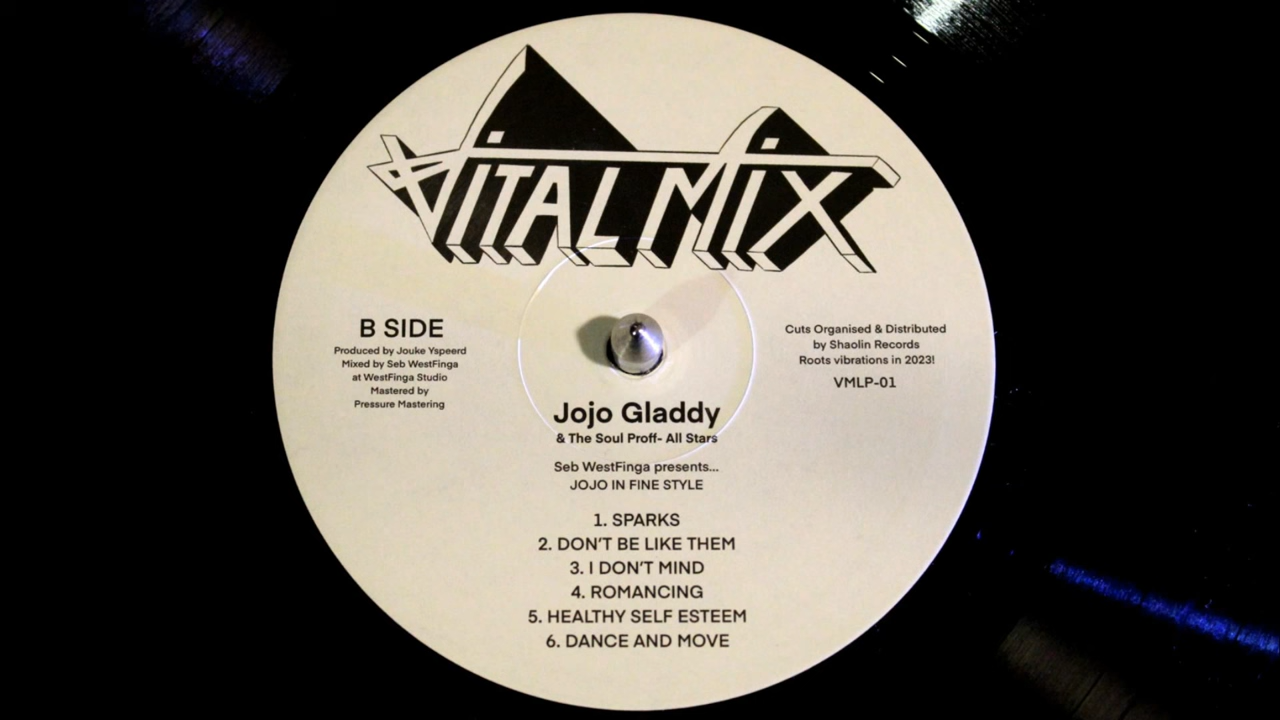 VITAL MIX
B SIDE
Produced by Jouke Yspeerd
Mixed by Seb WestFinga
at WestFinga Studio
Mastered by
Pressure Mastering
Cuts Organised & Distributed
by Shaolin Records
Roots vibrations in 2023!
VMLP-01
Jojo Gladdy
& The Soul Proff- All Stars
Seb WestFinga presents...
JOJO IN FINE STYLE
1. SPARKS
2. DON'T BE LIKE THEM
3. I DON'T MIND
4. ROMANCING
5. HEALTHY SELF ESTEEM
6. DANCE AND MOVE